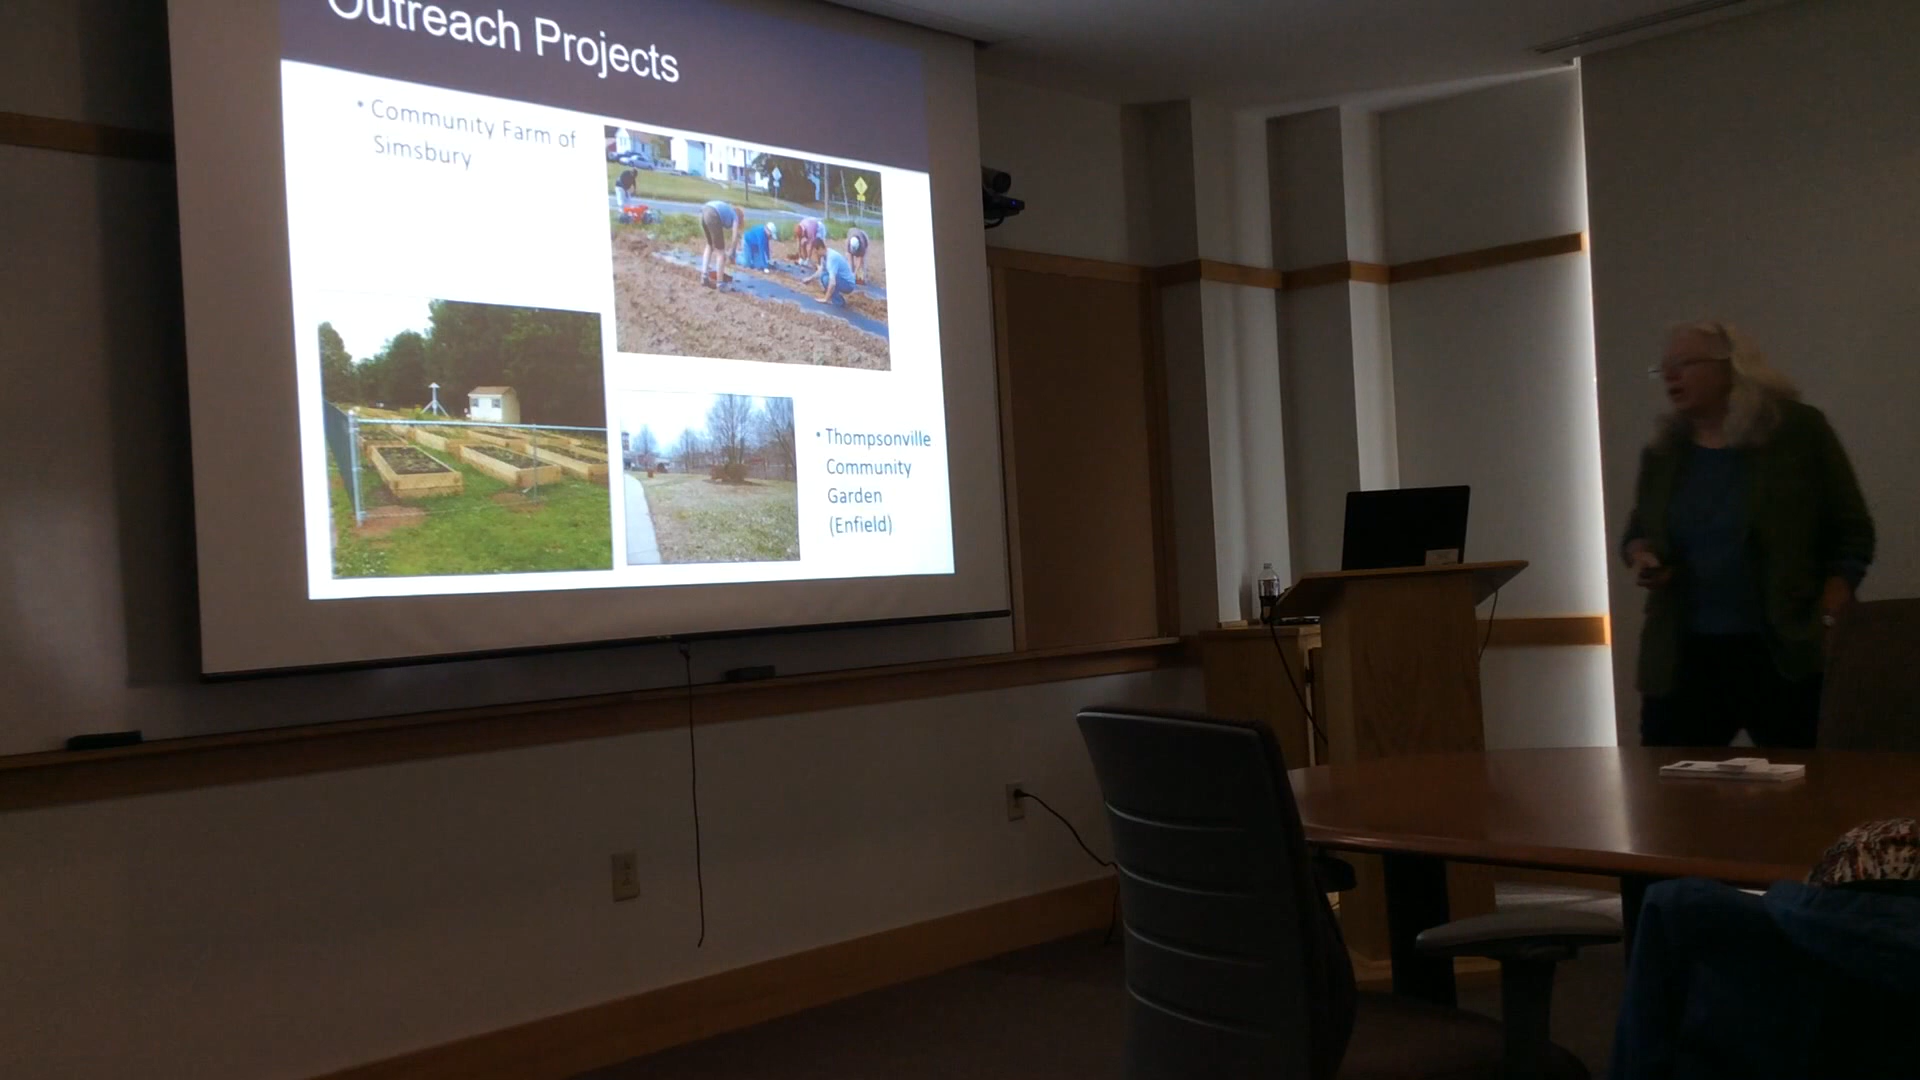 Outreach Projects
• Community Farm of
Simsbury
• Thompsonville
Community
Garden
(Enfield)